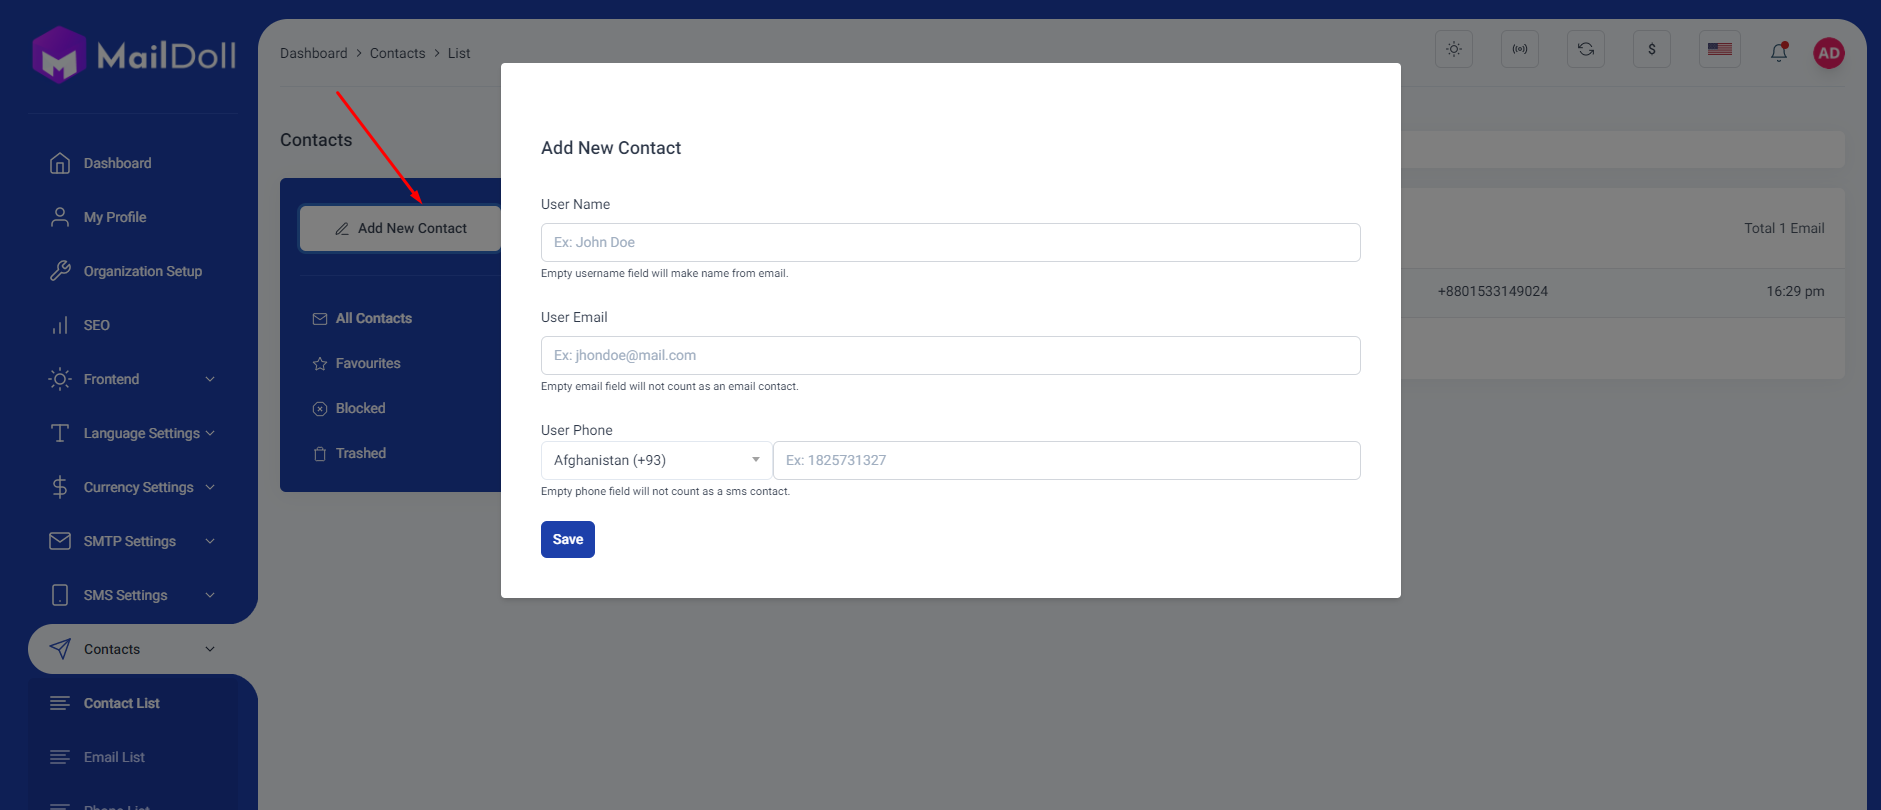 MailDoll
Dashboard > Contacts > List
$
AD
Dashboard
My Profile
Organization Setup
SEO
Frontend
Language Settings
Currency Settings
SMTP Settings
SMS Settings
Contacts
Contact List
Email List
Phone List
Contacts
Add New Contact
All Contacts
Favourites
Blocked
Trashed
Add New Contact
User Name
Ex: John Doe
Empty username field will make name from email.
User Email
Ex: jhondoe@mail.com
Empty email field will not count as an email contact.
User Phone
Afghanistan (+93) Ex: 1825731327
Empty phone field will not count as a sms contact.
Save
Total 1 Email
+8801533149024 16:29 pm